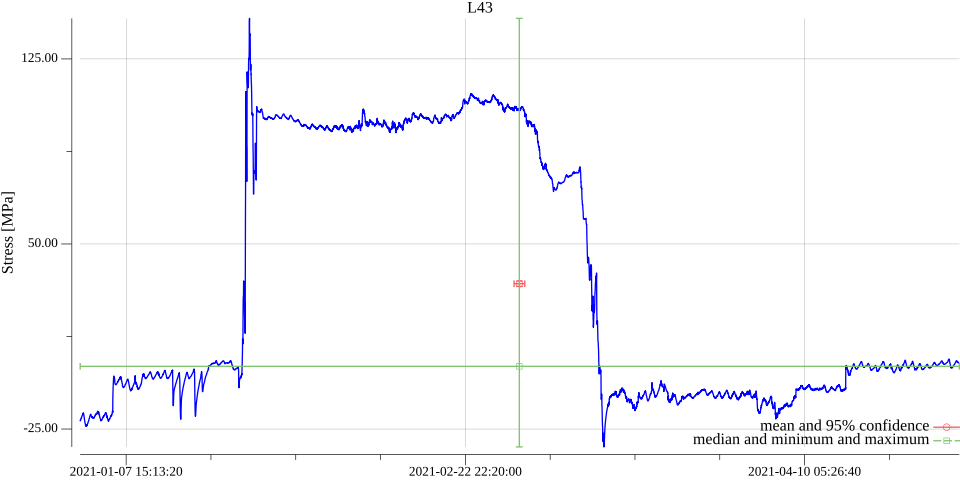 L43
125.00
50.00
-25.00
Stress [MPa]
mean and 95% confidence
median and minimum and maximum
2021-01-07 15:13:20
2021-02-22 22:20:00
2021-04-10 05:26:40